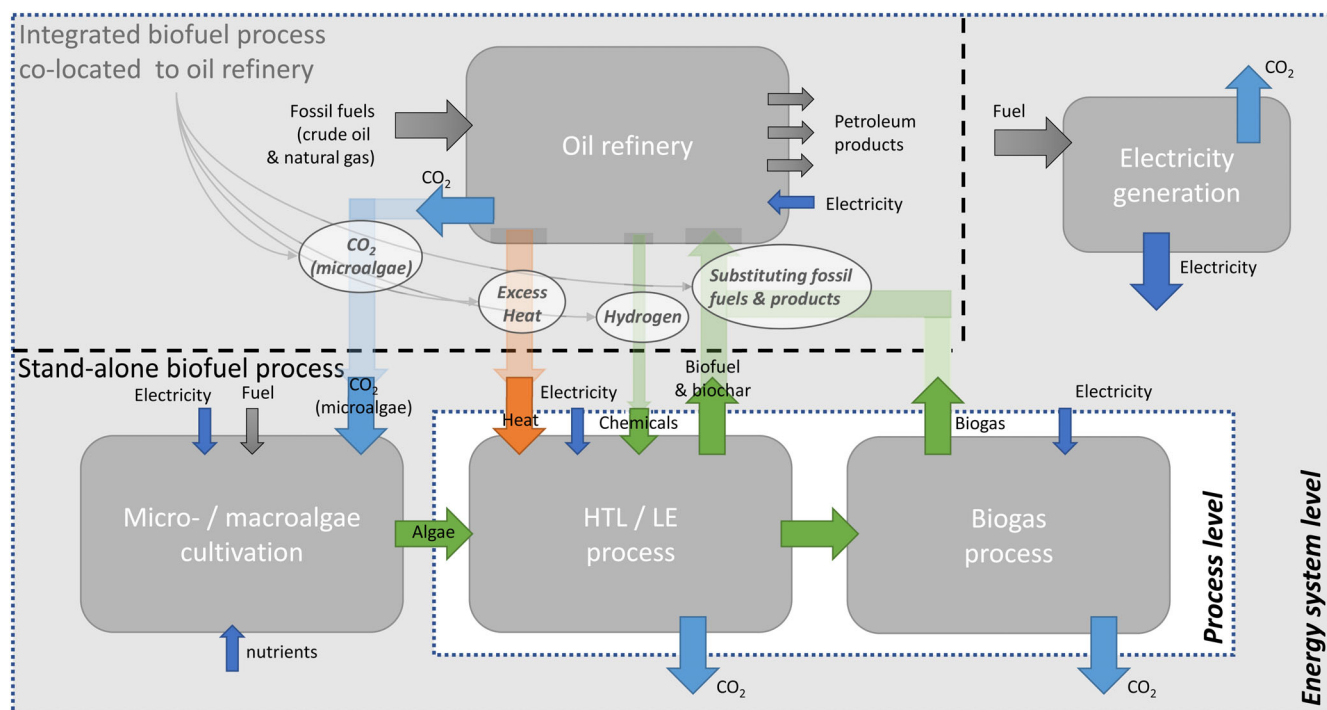 Integrated biofuel process
co-located to oil refinery
Fossil fuels
(crude oil
& natural gas)
Oil refinery
Petroleum
products
Electricity
CO2
Fuel
CO2
Electricity
generation
Electricity
CO2
(microalgae)
Excess
Heat
Hydrogen
Substituting fossil
fuels & products
Stand-alone biofuel process
Electricity
Fuel
CO2
(microalgae)
Heat
Electricity
Chemicals
Biofuel
& biochar
Biogas
Electricity
Micro- / macroalgae
cultivation
Algae
HTL / LE
process
Biogas
process
nutrients
CO2
CO2
Process level
Energy system level